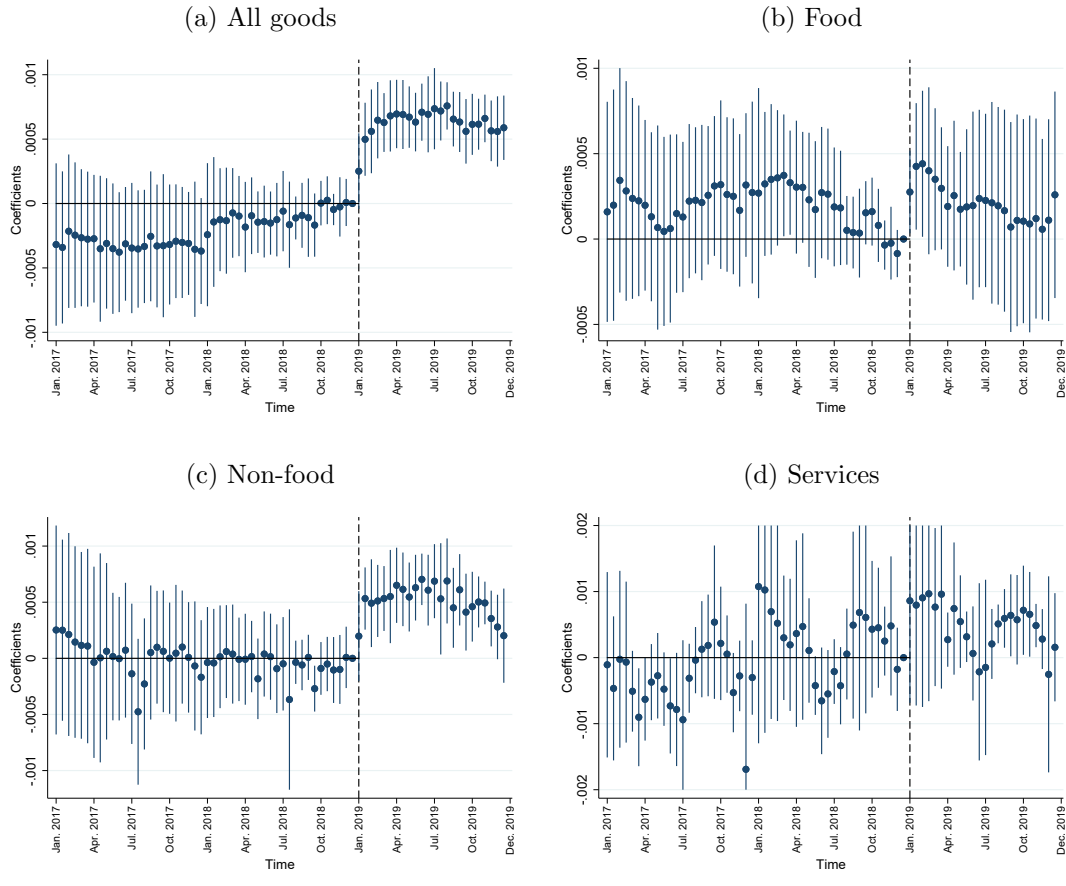 (a) All goods
Coefficients
.001
.0005
0
-.0005
-.001
Jan. 2017
Apr. 2017
Jul. 2017
Oct. 2017
Jan. 2018
Apr. 2018
Jul. 2018
Oct. 2018
Jan. 2019
Apr. 2019
Jul. 2019
Oct. 2019
Dec. 2019
Time
(b) Food
Coefficients
.001
.0005
0
-.0005
Jan. 2017
Apr. 2017
Jul. 2017
Oct. 2017
Jan. 2018
Apr. 2018
Jul. 2018
Oct. 2018
Jan. 2019
Apr. 2019
Jul. 2019
Oct. 2019
Dec. 2019
Time
(c) Non-food
Coefficients
.001
.0005
0
-.0005
-.001
Jan. 2017
Apr. 2017
Jul. 2017
Oct. 2017
Jan. 2018
Apr. 2018
Jul. 2018
Oct. 2018
Jan. 2019
Apr. 2019
Jul. 2019
Oct. 2019
Dec. 2019
Time
(d) Services
Coefficients
.002
.001
0
-.001
-.002
Jan. 2017
Apr. 2017
Jul. 2017
Oct. 2017
Jan. 2018
Apr. 2018
Jul. 2018
Oct. 2018
Jan. 2019
Apr. 2019
Jul. 2019
Oct. 2019
Dec. 2019
Time